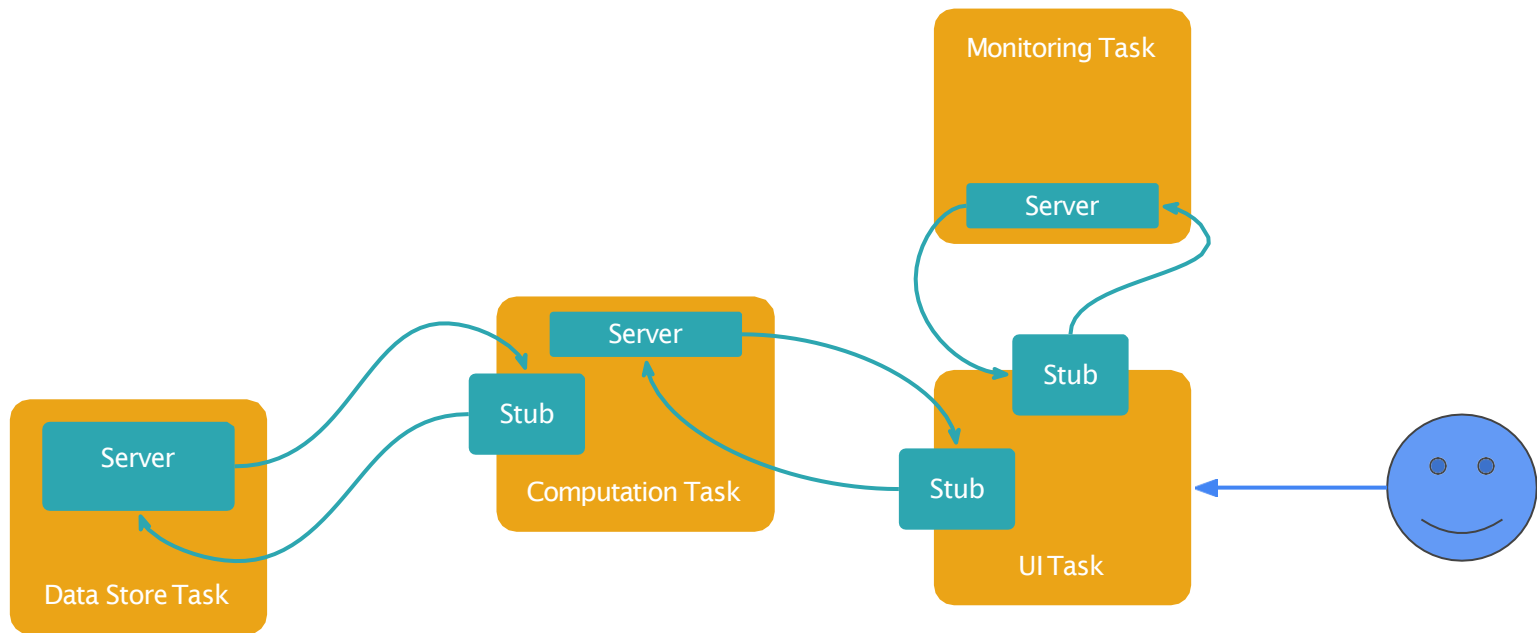 Monitoring Task
Server
Server
Stub
Stub
Server
Computation Task
Stub
UI Task
Data Store Task